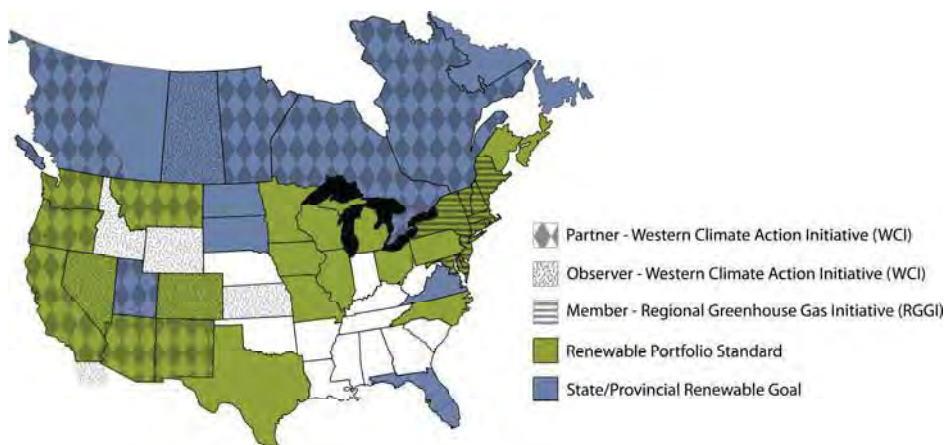 Partner - Western Climate Action Initiative (WCI)
Observer - Western Climate Action Initiative (WCI)
Member - Regional Greenhouse Gas Initiative (RGGI)
Renewable Portfolio Standard
State/Provincial Renewable Goal